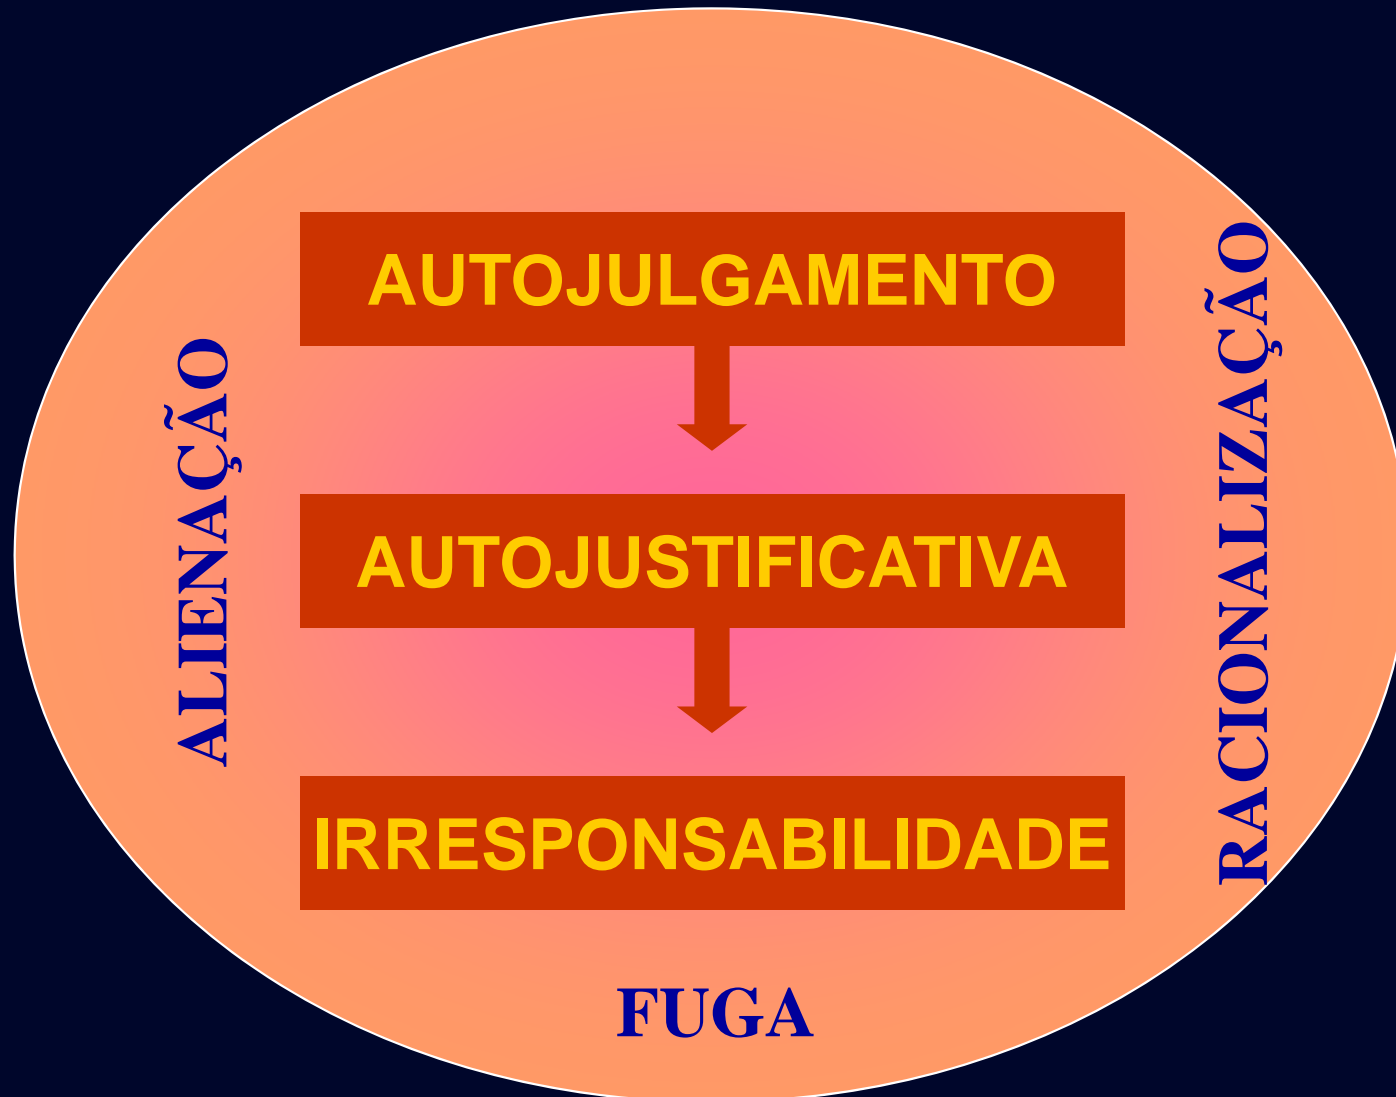 AUTOJULGAMENTO
ALIENAÇÃO
RACIONALIZAÇÃO
AUTOJUSTIFICATIVA
IRRESPONSABILIDADE
FUGA